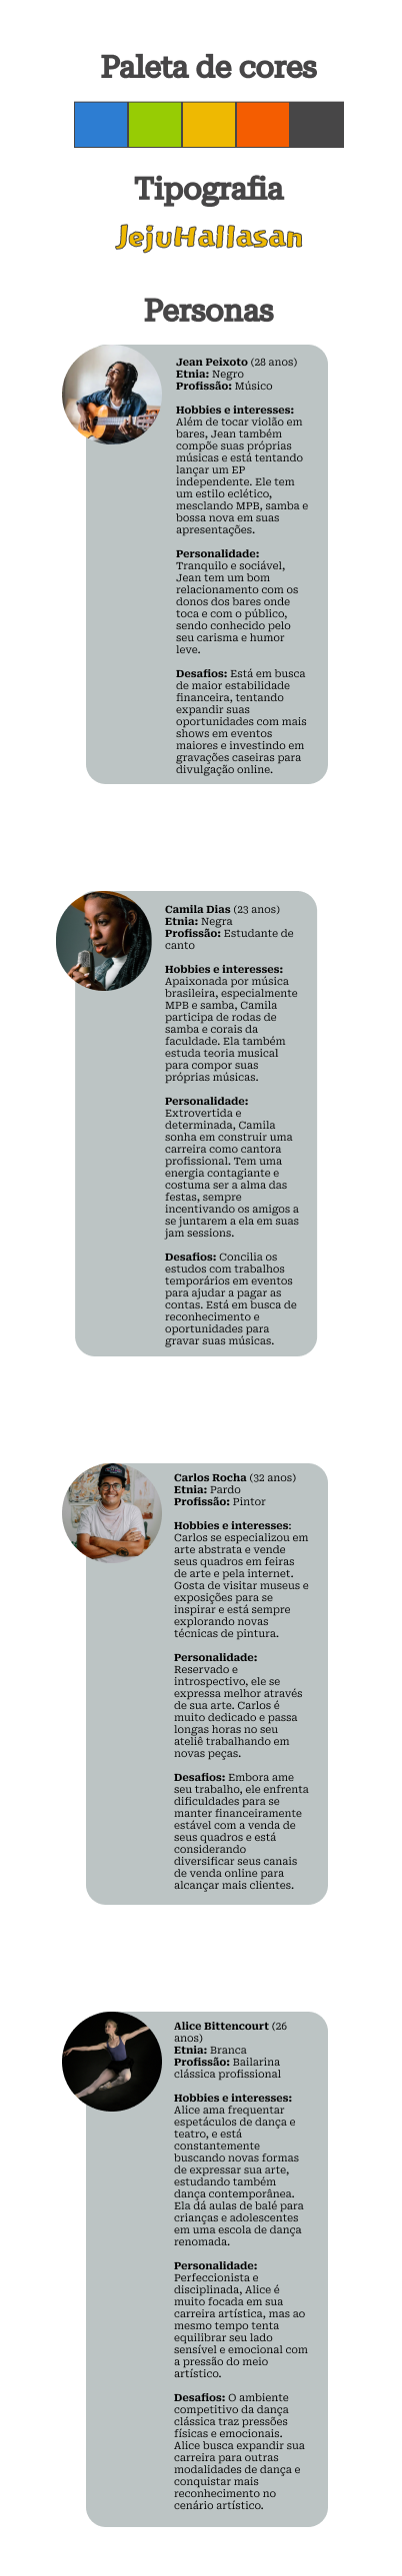 Paleta de cores
Tipografia
JejuHallasan
Personas
Jean Peixoto (28 anos)
Etnia: Negro
Profissão: Músico
Hobbies e interesses:
Além de tocar violão em
bares, Jean também
compõe suas próprias
músicas e está tentando
lançar um EP
independente. Ele tem
um estilo eclético,
mesclando MPB, samba e
bossa nova em suas
apresentações.
Personalidade:
Tranquilo e sociável,
Jean tem um bom
relacionamento com os
donos dos bares onde
toca e com o público,
sendo conhecido pelo
seu carisma e humor
leve.
Desafios: Está em busca
de maior estabilidade
financeira, tentando
expandir suas
oportunidades com mais
shows em eventos
maiores e investindo em
gravações caseiras para
divulgação online.
Camila Dias (23 anos)
Etnia: Negra
Profissão: Estudante de
canto
Hobbies e interesses:
Apaixonada por música
brasileira, especialmente
MPB e samba, Camila
participa de rodas de
samba e corais da
faculdade. Ela também
estuda teoria musical
para compor suas
próprias músicas.
Personalidade:
Extrovertida e
determinada, Camila
sonha em construir uma
carreira como cantora
profissional. Tem uma
energia contagiante e
costuma ser a alma das
festas, sempre
incentivando os amigos a
se juntarem a ela em suas
jam sessions.
Desafios: Concilia os
estudos com trabalhos
temporários em eventos
para ajudar a pagar as
contas. Está em busca de
reconhecimento e
oportunidades para
gravar suas músicas.
Carlos Rocha (32 anos)
Etnia: Pardo
Profissão: Pintor
Hobbies e interesses:
Carlos se especializou em
arte abstrata e vende
seus quadros em feiras
de arte e pela internet.
Gosta de visitar museus e
exposições para se
inspirar e está sempre
explorando novas
técnicas de pintura.
Personalidade:
Reservado e
introspectivo, ele se
expressa melhor através
de sua arte. Carlos é
muito dedicado e passa
longas horas no seu
ateliê trabalhando em
novas peças.
Desafios: Embora ame
seu trabalho, ele enfrenta
dificuldades para se
manter financeiramente
estável com a venda de
seus quadros e está
considerando
diversificar seus canais
de venda online para
alcançar mais clientes.
Alice Bittencourt (26
anos)
Etnia: Branca
Profissão: Bailarina
clássica profissional
Hobbies e interesses:
Alice ama frequentar
espetáculos de dança e
teatro, e está
constantemente
buscando novas formas
de expressar sua arte,
estudando também
dança contemporânea.
Ela dá aulas de balé para
crianças e adolescentes
em uma escola de dança
renomada.
Personalidade:
Perfeccionista e
disciplinada, Alice é
muito focada em sua
carreira artística, mas ao
mesmo tempo tenta
equilibrar seu lado
sensível e emocional com
a pressão do meio
artístico.
Desafios: O ambiente
competitivo da dança
clássica traz pressões
físicas e emocionais.
Alice busca expandir sua
carreira para outras
modalidades de dança e
conquistar mais
reconhecimento no
cenário artístico.